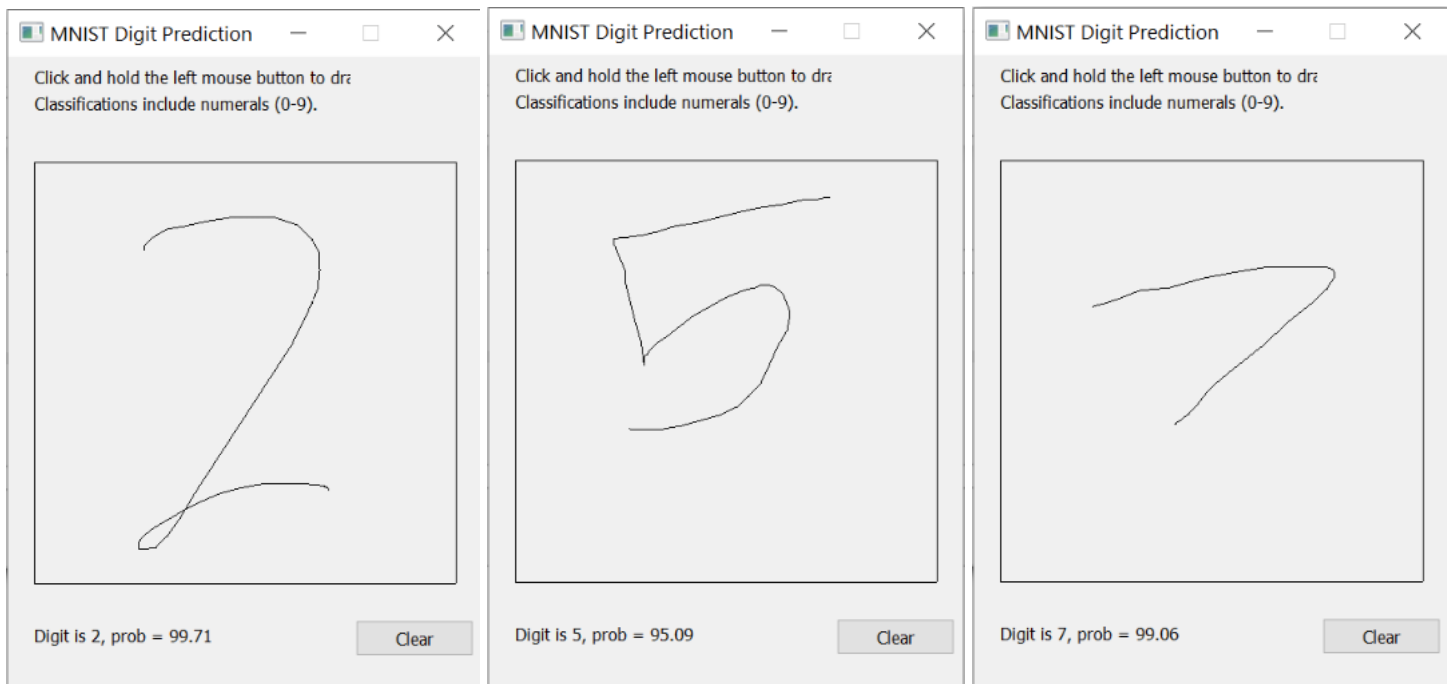 MNIST Digit Prediction
Click and hold the left mouse button to dra
Classifications include numerals (0-9).
2
Digit is 2, prob = 99.71
Clear
MNIST Digit Prediction
Click and hold the left mouse button to dra
Classifications include numerals (0-9).
5
Digit is 5, prob = 95.09
Clear
MNIST Digit Prediction
Click and hold the left mouse button to dra
Classifications include numerals (0-9).
7
Digit is 7, prob = 99.06
Clear